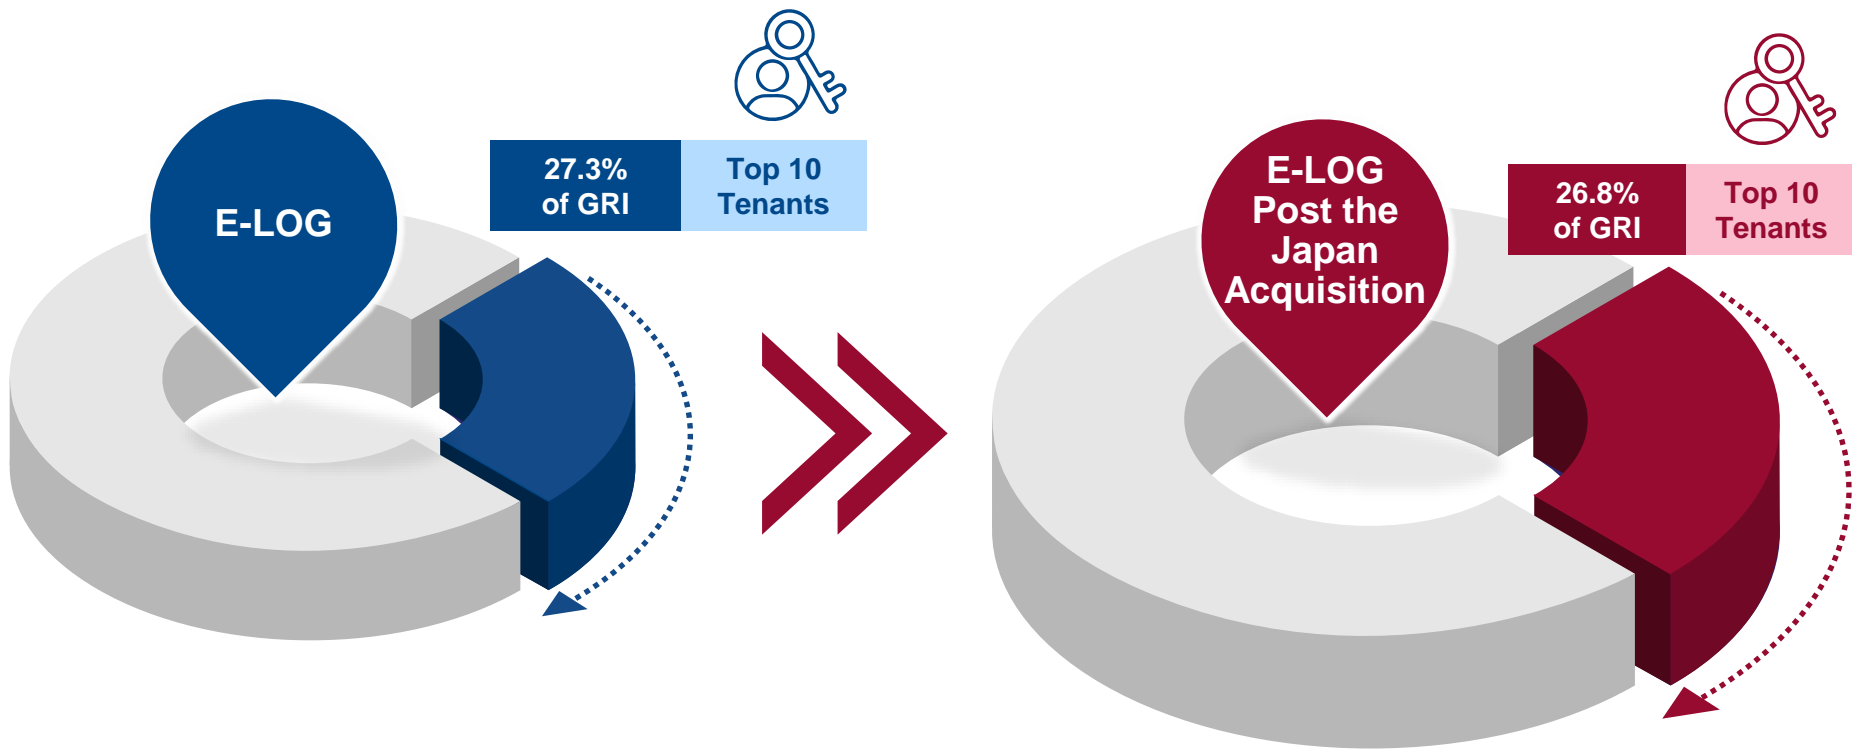 E-LOG
27.3%
of GRI
Top 10
Tenants
E-LOG
Post the
Japan
Acquisition
26.8%
of GRI
Top 10
Tenants